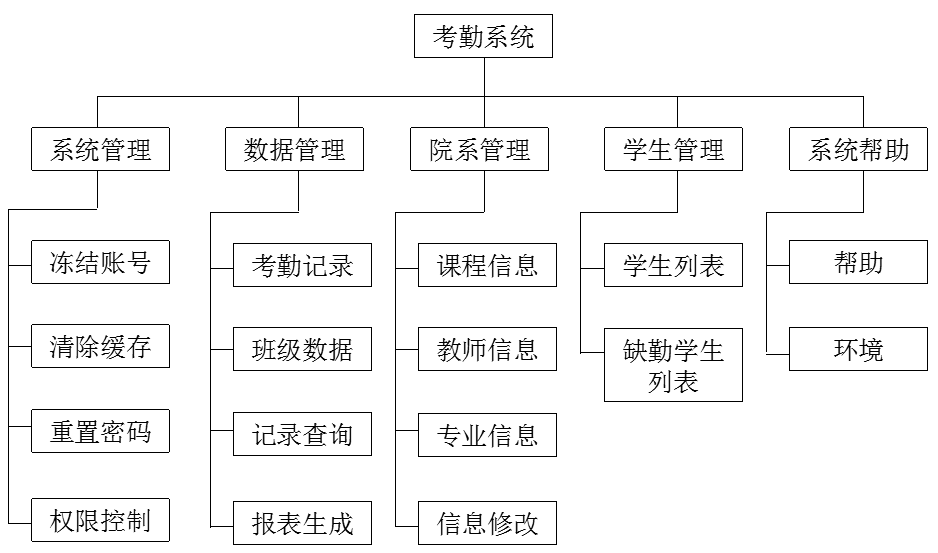 考勤系统
系统管理
数据管理
院系管理
学生管理
系统帮助
冻结账号
清除缓存
重置密码
权限控制
考勤记录
班级数据
记录查询
报表生成
课程信息
教师信息
专业信息
信息修改
学生列表
缺勤学生
列表
帮助
环境